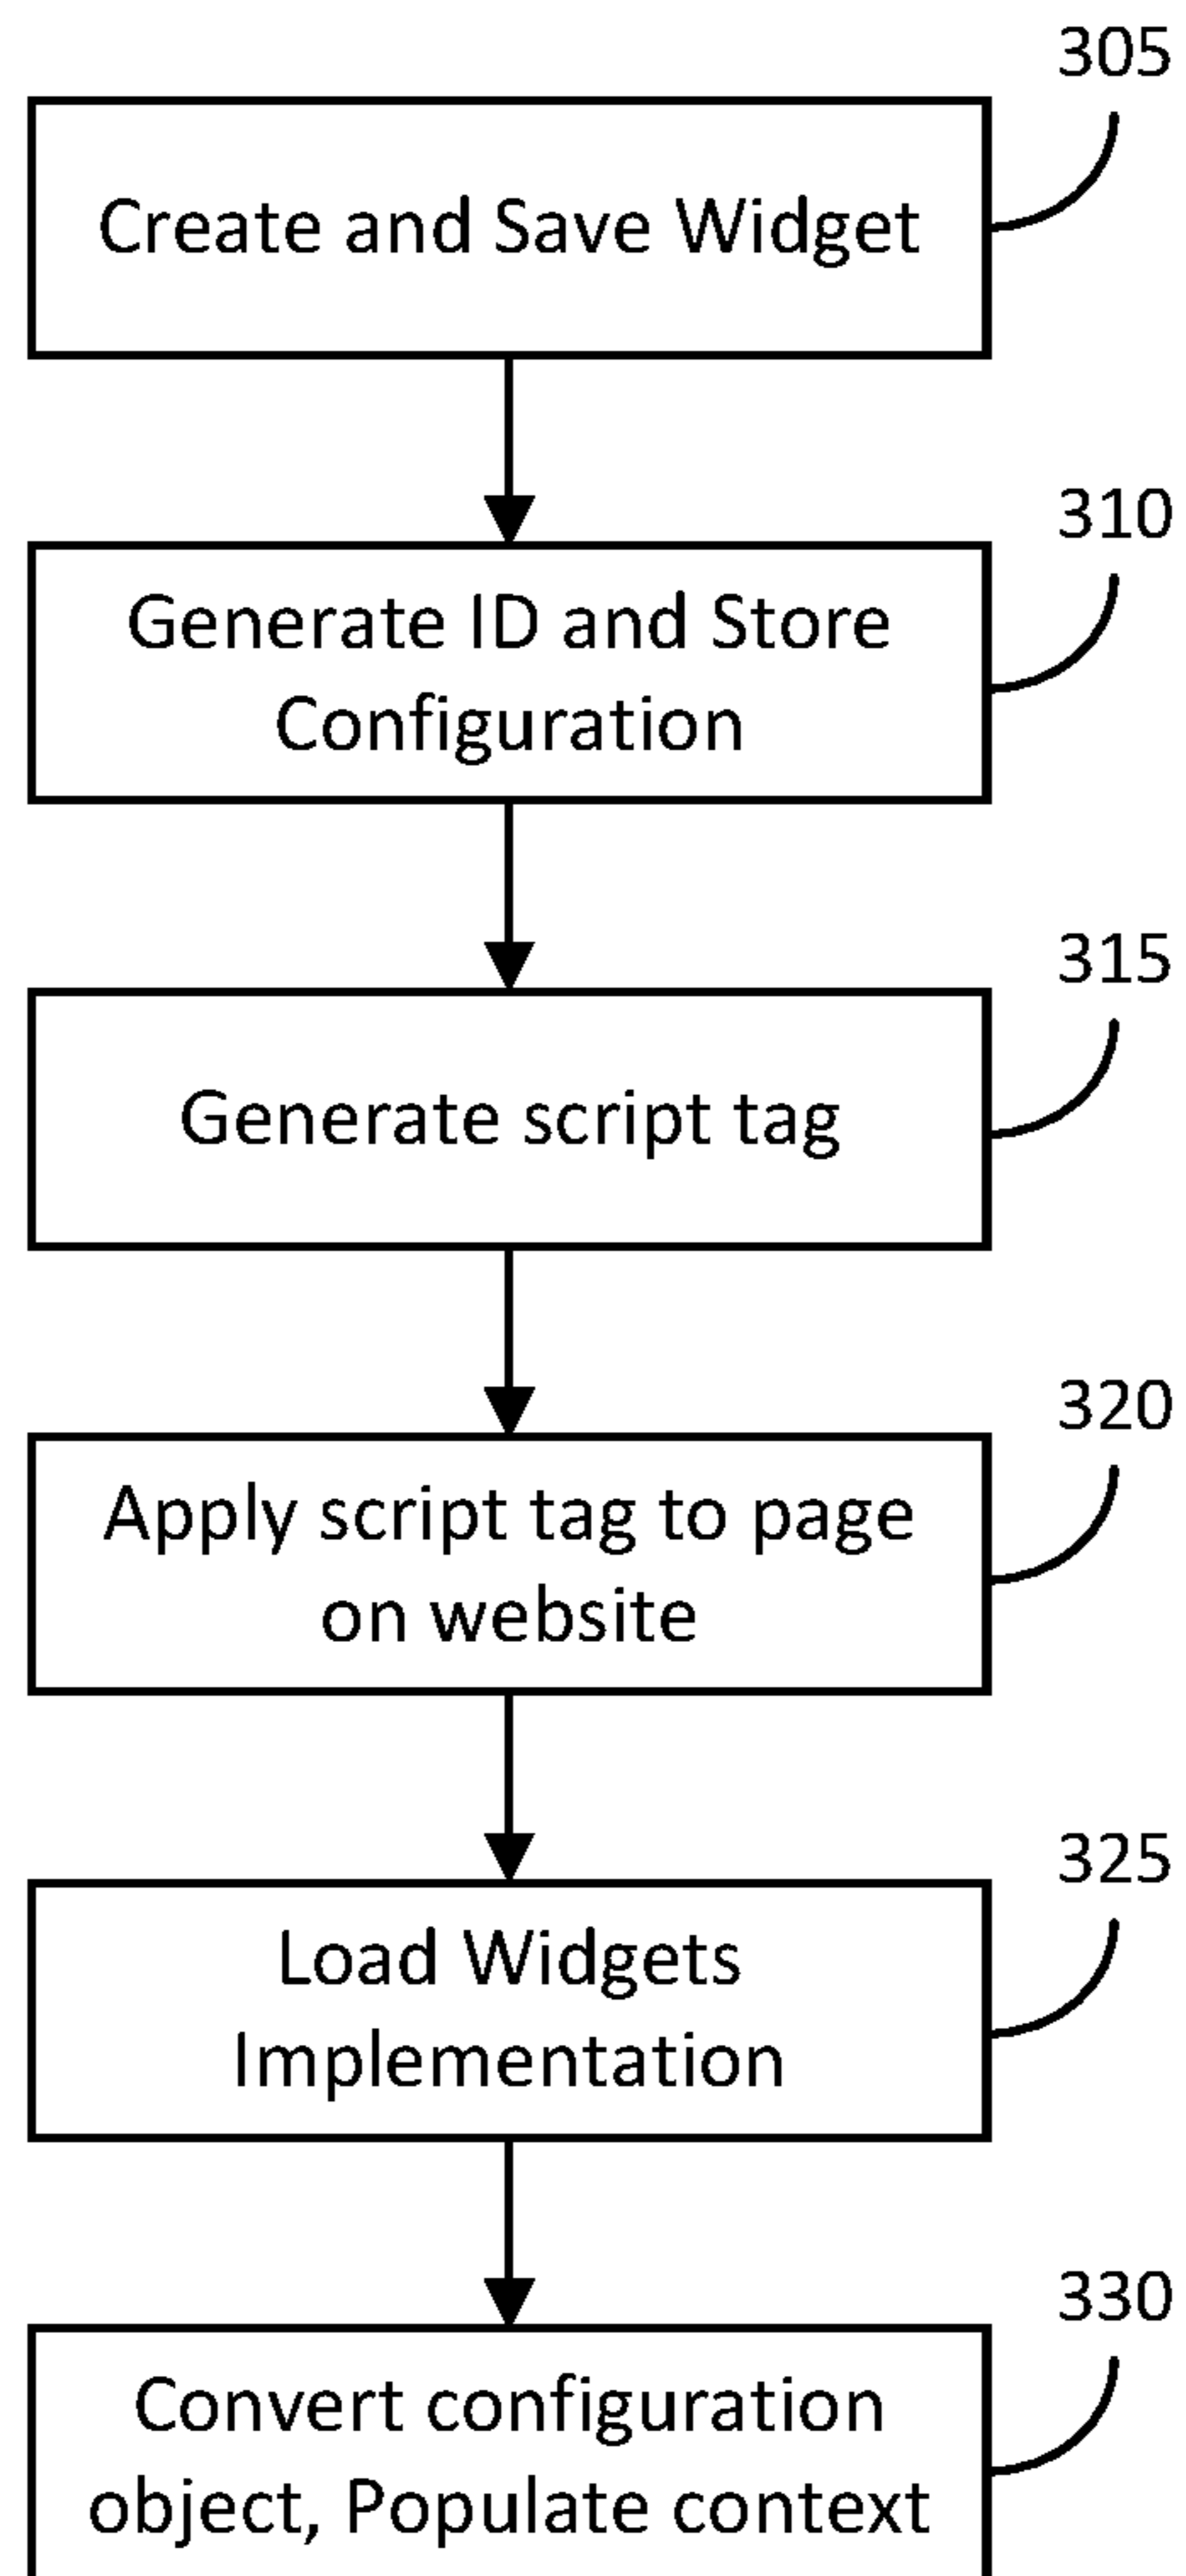 305
Create and Save Widget
310
Generate ID and Store
Configuration
315
Generate script tag
320
Apply script tag to page
on website
325
Load Widgets
Implementation
330
Convert configuration
object, Populate context